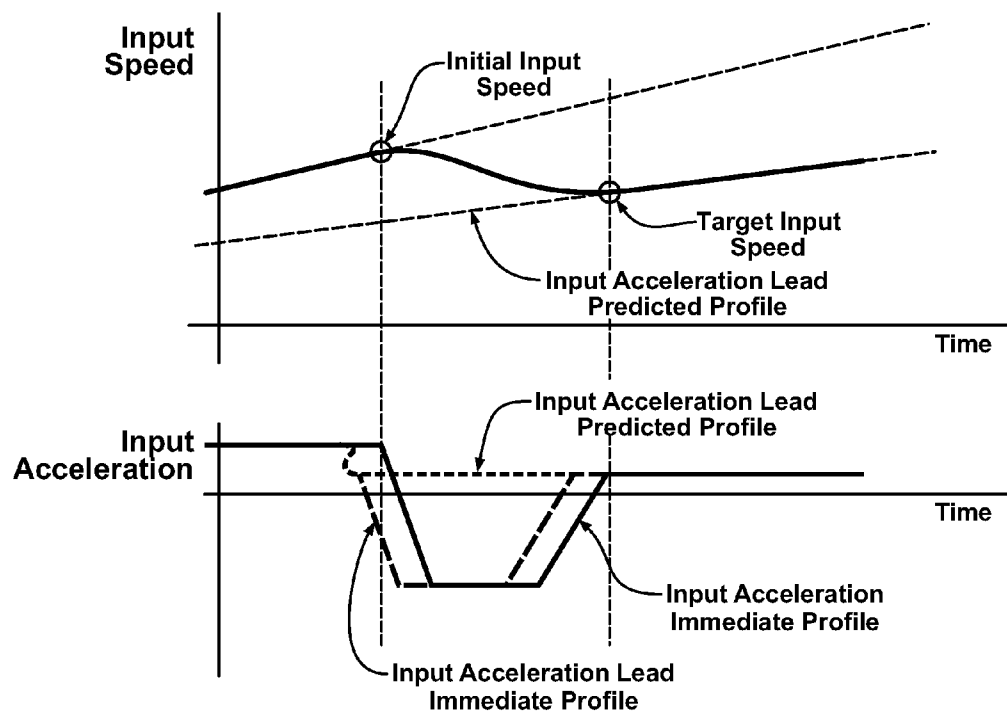 Input
Speed
Initial Input
Speed
Target Input
Speed
Input Acceleration Lead
Predicted Profile
Time
Input Acceleration Lead
Predicted Profile
Input
Acceleration
Time
Input Acceleration
Immediate Profile
Input Acceleration Lead
Immediate Profile